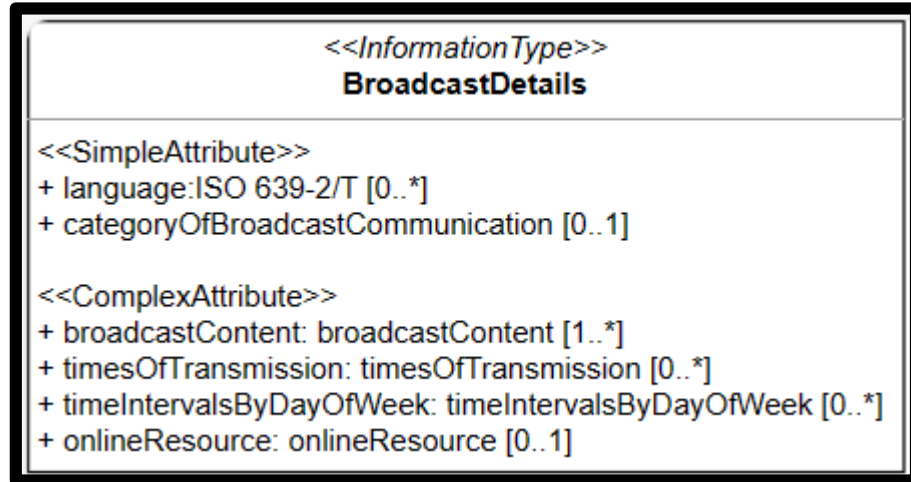 <<InformationType>>
BroadcastDetails
<<SimpleAttribute>>
+ language:ISO 639-2/T [0..*]
+ categoryOfBroadcastCommunication [0..1]
<<ComplexAttribute>>
+ broadcastContent: broadcastContent [1..*]
+ timesOfTransmission: timesOfTransmission [0..*]
+ timeIntervalsByDayOfWeek: timeIntervalsByDayOfWeek [0..*]
+ onlineResource: onlineResource [0..1]